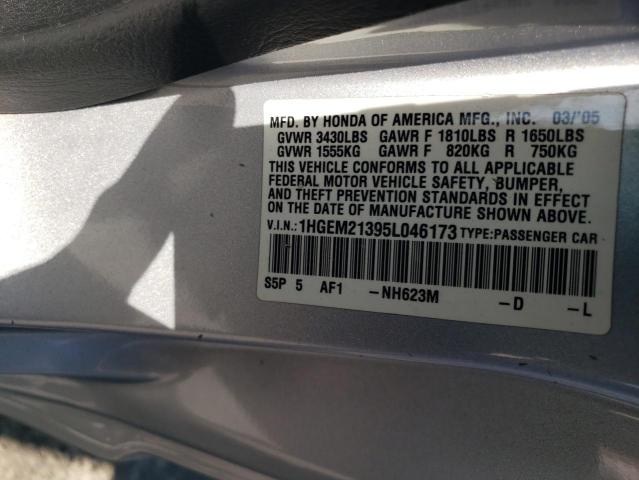 MFD. BY HONDA OF AMERICA MFG., INC. 03/'05
GVWR 3430LBS GAWR F 1810LBS R 1650LBS
GVWR 1555KG GAWR F 820KG R 750KG
THIS VEHICLE CONFORMS TO ALL APPLICABLE
FEDERAL MOTOR VEHICLE SAFETY, BUMPER,
AND THEFT PREVENTION STANDARDS IN EFFECT
ON THE DATE OF MANUFACTURE SHOWN ABOVE.
V.I.N.: 1HGEM21395L046173 TYPE:PASSENGER CAR
S5P 5 AF1 -NH623M -D -L